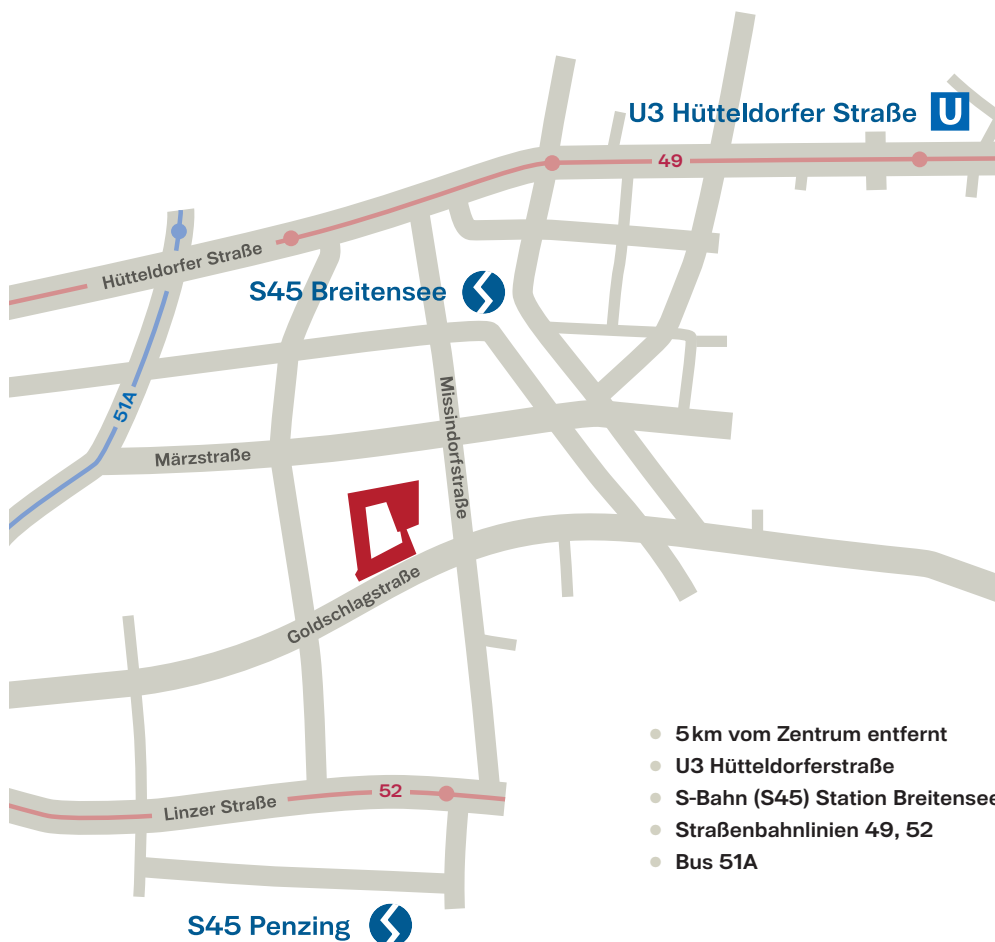 U3 Hütteldorfer Straße U
49
Hütteldorfer Straße
S45 Breitensee
51A
Missindorfstraße
Märzstraße
Goldschlagstraße
5 km vom Zentrum entfernt
U3 Hütteldorferstraße
S-Bahn (S45) Station Breitensee
Straßenbahnlinien 49, 52
Bus 51A
52
Linzer Straße
S45 Penzing